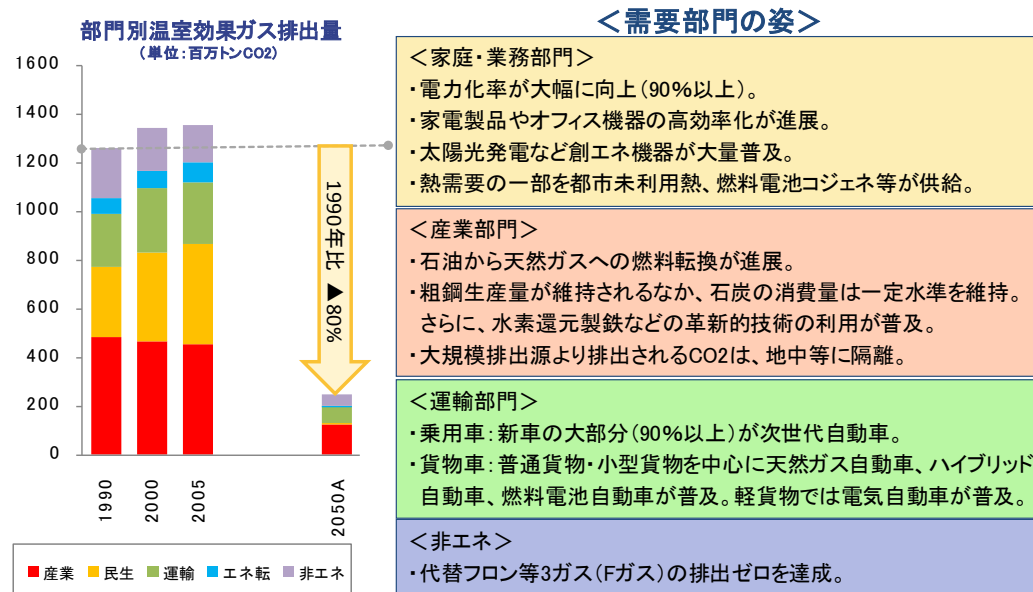 部門別温室効果ガス排出量
(単位:百万トンCO2)
1600
1400
1200
1000
800
600
400
200
0
1990年比 ▲80%
1990
2000
2005
2050A
産業 民生 運輸 エネ転 非エネ
＜需要部門の姿＞
＜家庭・業務部門＞
・電力化率が大幅に向上(90%以上)。
・家電製品やオフィス機器の高効率化が進展。
・太陽光発電など創エネ機器が大量普及。
・熱需要の一部を都市未利用熱、燃料電池コジェネ等が供給。
＜産業部門＞
・石油から天然ガスへの燃料転換が進展。
・粗鋼生産量が維持されるなか、石炭の消費量は一定水準を維持。
さらに、水素還元製鉄などの革新的技術の利用が普及。
・大規模排出源より排出されるCO2は、地中等に隔離。
＜運輸部門＞
・乗用車:新車の大部分(90%以上)が次世代自動車。
・貨物車:普通貨物・小型貨物を中心に天然ガス自動車、ハイブリッド
自動車、燃料電池自動車が普及。軽貨物では電気自動車が普及。
＜非エネ＞
・代替フロン等3ガス(Fガス)の排出ゼロを達成。